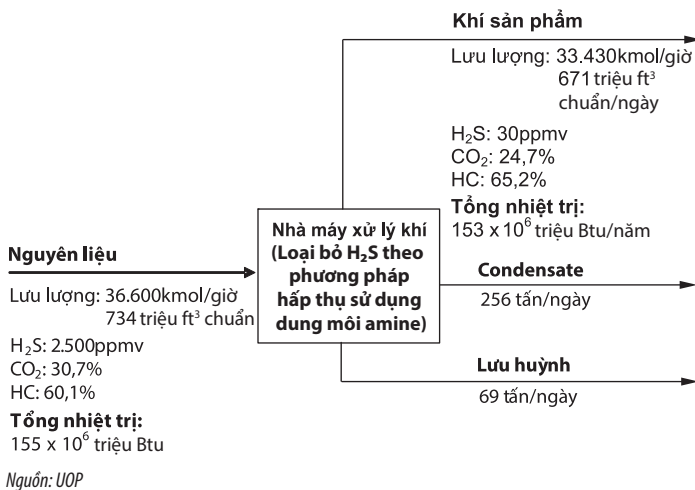 Khí sản phẩm
Lưu lượng: 33.430kmol/giờ
671 triệu ft³
chuẩn/ngày
H₂S: 30ppmv
CO₂: 24,7%
HC: 65,2%
Tổng nhiệt trị:
153 x 10⁶ triệu Btu/năm
Nguyên liệu
Lưu lượng: 36.600kmol/giờ
734 triệu ft³ chuẩn
H₂S: 2.500ppmv
CO₂: 30,7%
HC: 60,1%
Tổng nhiệt trị:
155 x 10⁶ triệu Btu
Nhà máy xử lý khí
(Loại bỏ H₂S theo
phương pháp
hấp thụ sử dụng
dung môi amine)
Condensate
256 tấn/ngày
Lưu huỳnh
69 tấn/ngày
Nguồn: UOP